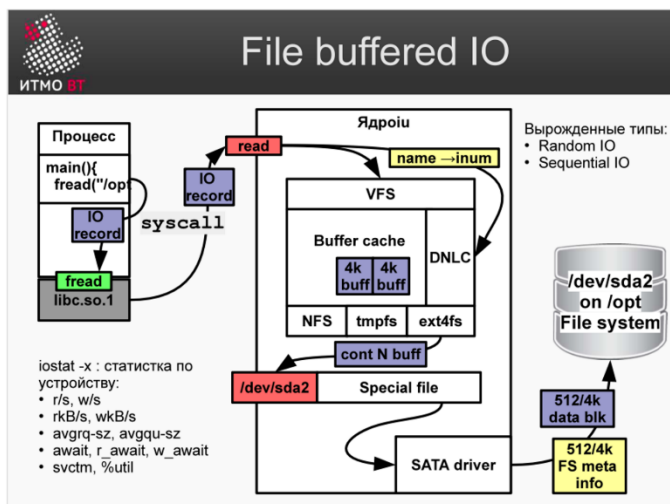 File buffered IO
ИТМО ВТ
Процесс
main(){
fread("/opt
IO
record
fread
libc.so.1
syscall
IO
record
read
Ядроiu
name →inum
VFS
Buffer cache
4k
buff
4k
buff
DNLC
NFS
tmpfs
ext4fs
cont N buff
/dev/sda2
Special file
SATA driver
Вырожденные типы:
• Random IO
• Sequential IO
/dev/sda2
on /opt
File system
512/4k
data blk
512/4k
FS meta
info
iostat -x : статистка по
устройству:
• r/s, w/s
• rkB/s, wkB/s
• avgrq-sz, avgqu-sz
• await, r_await, w_await
• svctm, %util